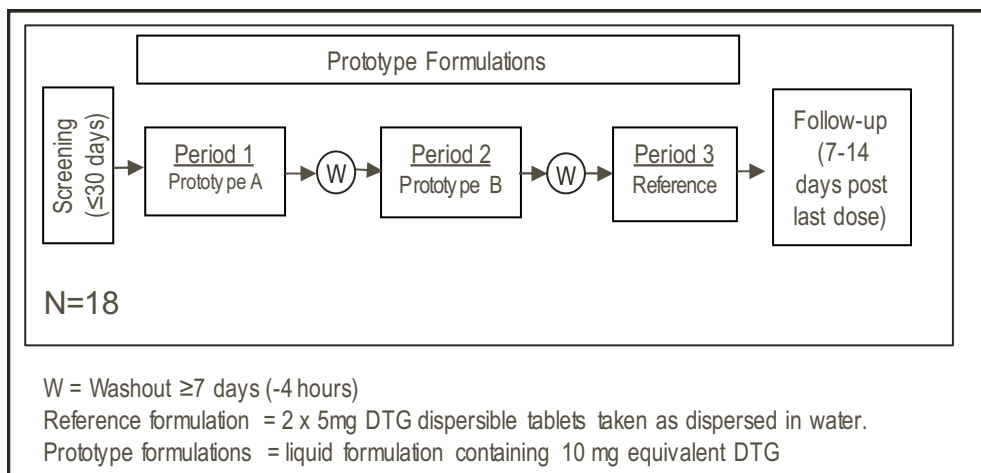 Prototype Formulations
Screening
(≤30 days)
Period 1
Prototype A
W
Period 2
Prototype B
W
Period 3
Reference
Follow-up
(7-14
days post
last dose)
N=18
W = Washout ≥7 days (-4 hours)
Reference formulation = 2 x 5mg DTG dispersible tablets taken as dispersed in water.
Prototype formulations = liquid formulation containing 10 mg equivalent DTG